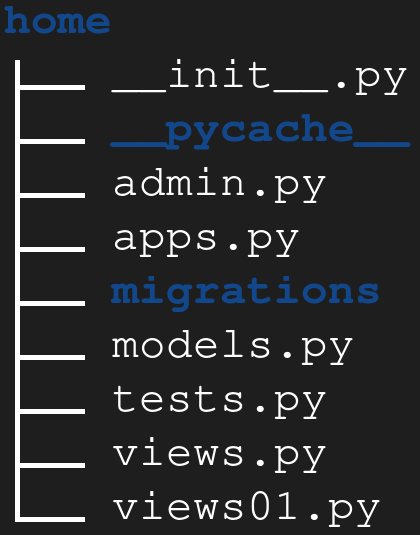 home
__init__.py
__pycache__
admin.py
apps.py
migrations
models.py
tests.py
views.py
views01.py